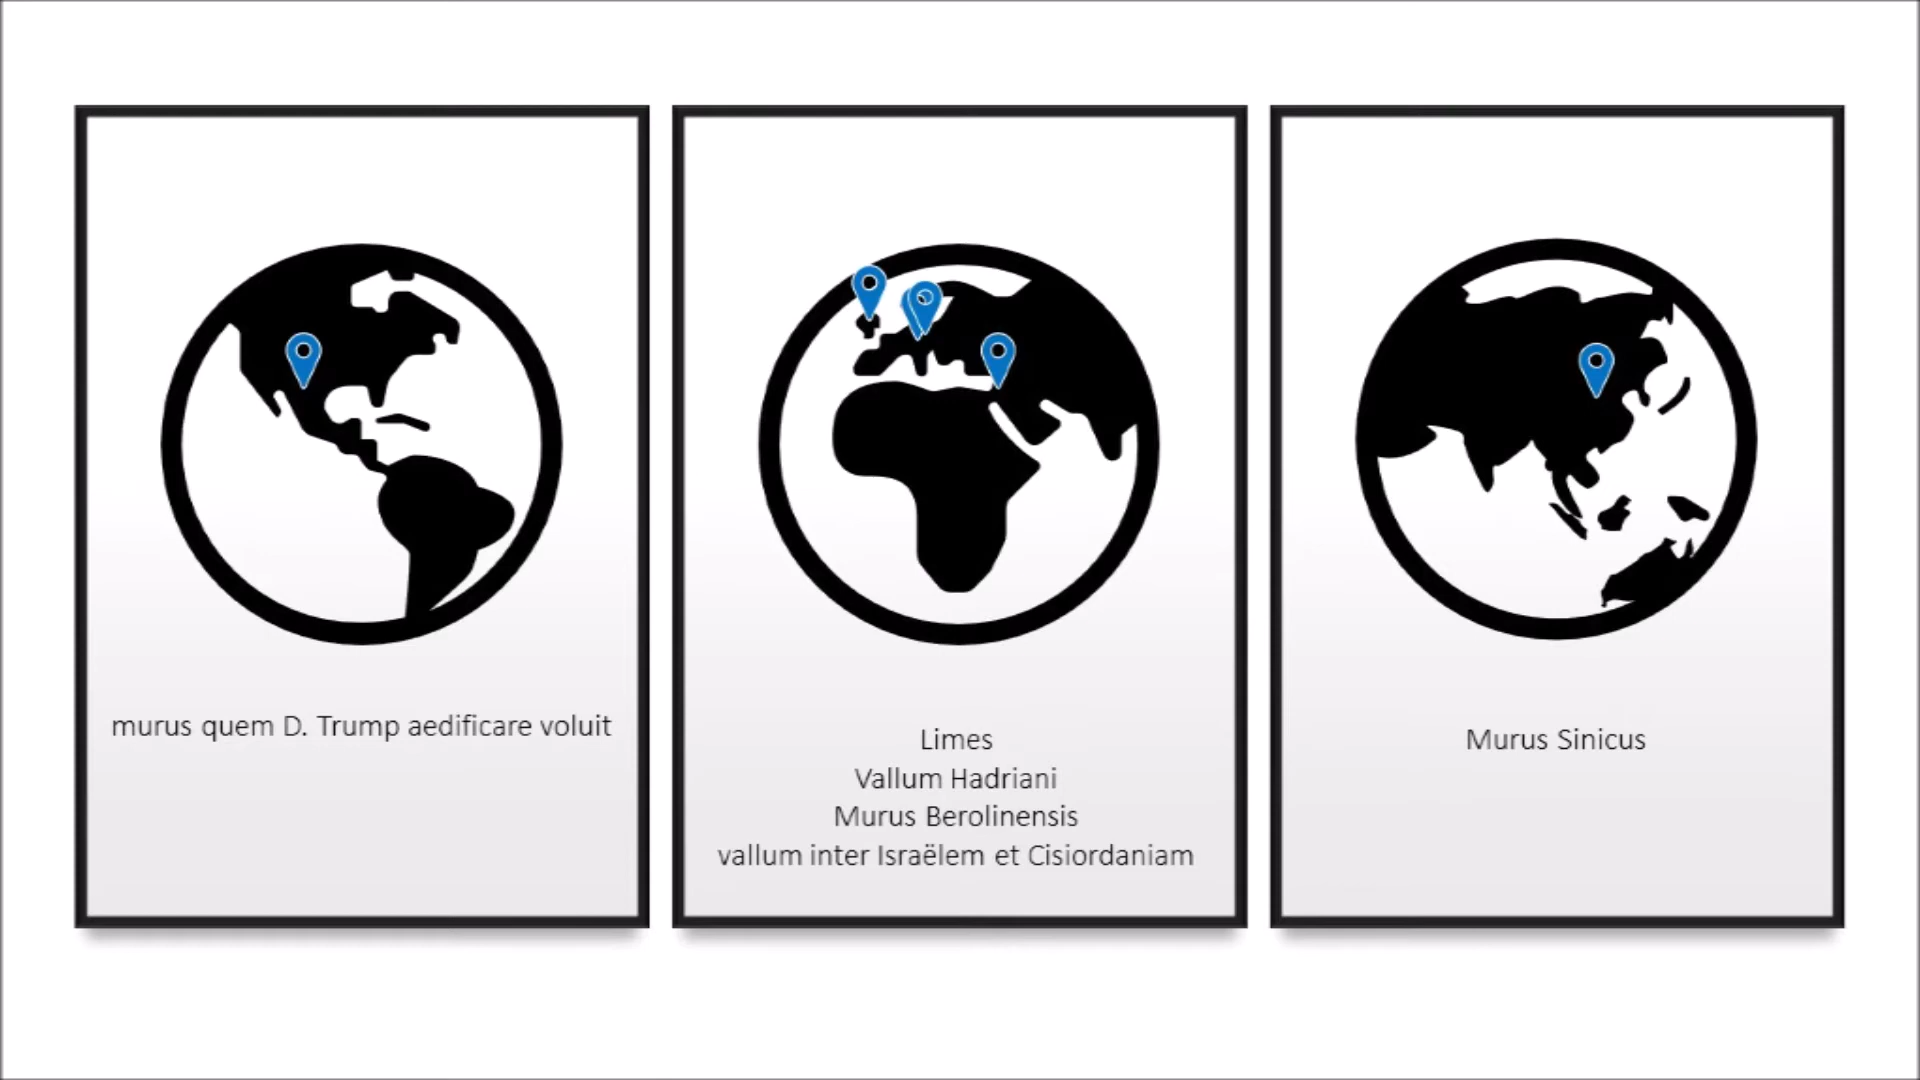 murus quem D. Trump aedificare voluit
Limes
Vallum Hadriani
Murus Berolinensis
vallum inter Israëlem et Cisiordaniam
Murus Sinicus